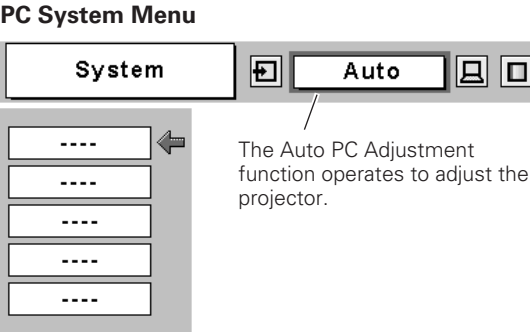 PC System Menu
System
Auto
----
----
----
----
----
The Auto PC Adjustment
function operates to adjust the
projector.